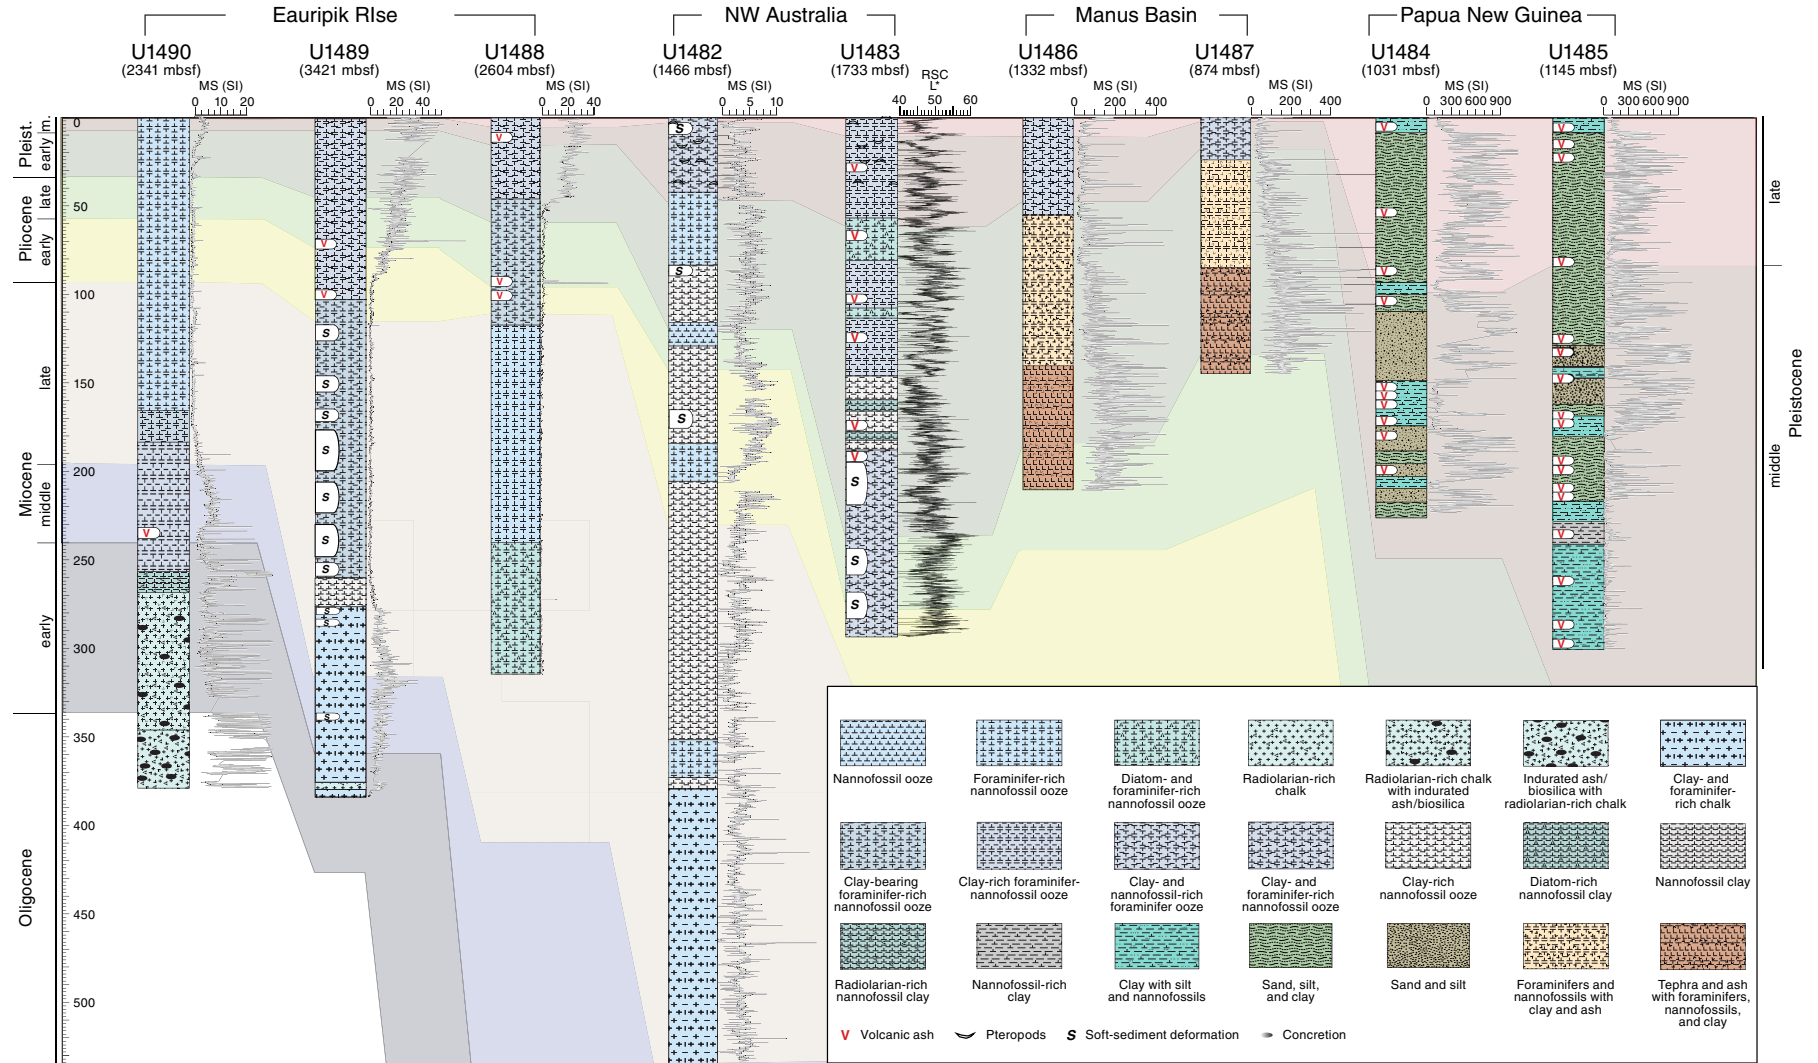 Eauripik RIse
NW Australia
Manus Basin
Papua New Guinea
U1490
(2341 mbsf)
U1489
(3421 mbsf)
U1488
(2604 mbsf)
U1482
(1466 mbsf)
U1483
(1733 mbsf)
U1486
(1332 mbsf)
U1487
(874 mbsf)
U1484
(1031 mbsf)
U1485
(1145 mbsf)
MS (SI)
0 10 20
MS (SI)
0 20 40
MS (SI)
0 20 40
MS (SI)
0 5 10
RSC
L*
40 50 60
MS (SI)
0 200 400
MS (SI)
0 200 400
MS (SI)
0 300 600 900
MS (SI)
0 300 600 900
Pleist.
m.
early
Pliocene
late
early
Miocene
late
middle
early
Oligocene
0
50
100
150
200
250
300
350
400
450
500
late
middle
Pleistocene
Nannofossil ooze
Foraminifer-rich
nannofossil ooze
Diatom- and
foraminifer-rich
nannofossil ooze
Radiolarian-rich
chalk
Radiolarian-rich chalk
with indurated
ash/biosilica
Indurated ash/
biosilica with
radiolarian-rich chalk
Clay- and
foraminifer-
rich chalk
Clay-bearing
foraminifer-rich
nannofossil ooze
Clay-rich foraminifer-
nannofossil ooze
Clay- and
nannofossil-rich
foraminifer ooze
Clay- and
foraminifer-rich
nannofossil ooze
Clay-rich
nannofossil ooze
Diatom-rich
nannofossil clay
Nannofossil clay
Radiolarian-rich
nannofossil clay
Nannofossil-rich
clay
Clay with silt
and nannofossils
Sand, silt,
and clay
Sand and silt
Foraminifers and
nannofossils with
clay and ash
Tephra and ash
with foraminifers,
nannofossils,
and clay
V Volcanic ash
Pteropods
S Soft-sediment deformation
Concretion